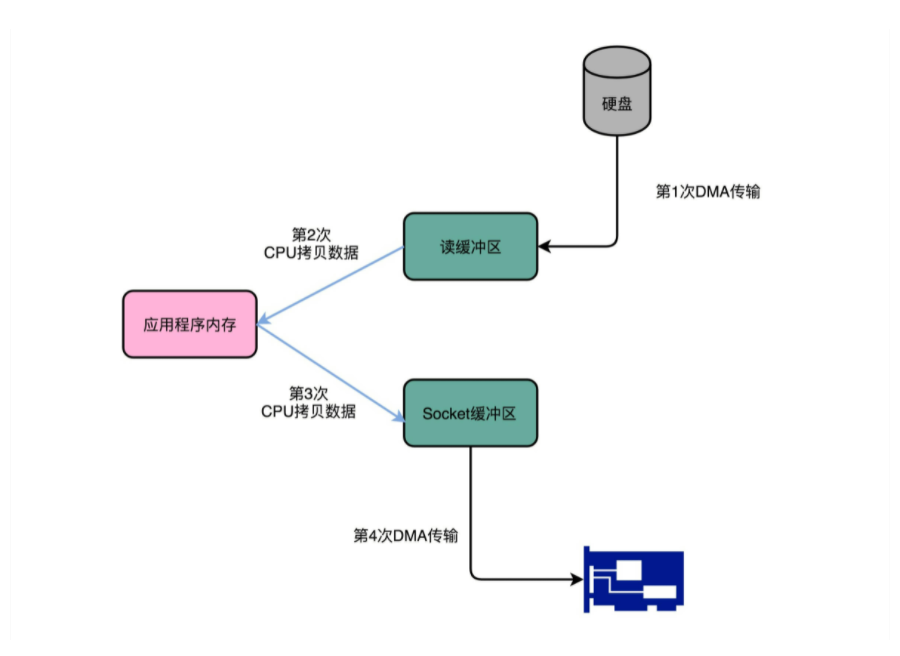 硬盘
第1次DMA传输
第2次
CPU拷贝数据
读缓冲区
应用程序内存
第3次
CPU拷贝数据
Socket缓冲区
第4次DMA传输